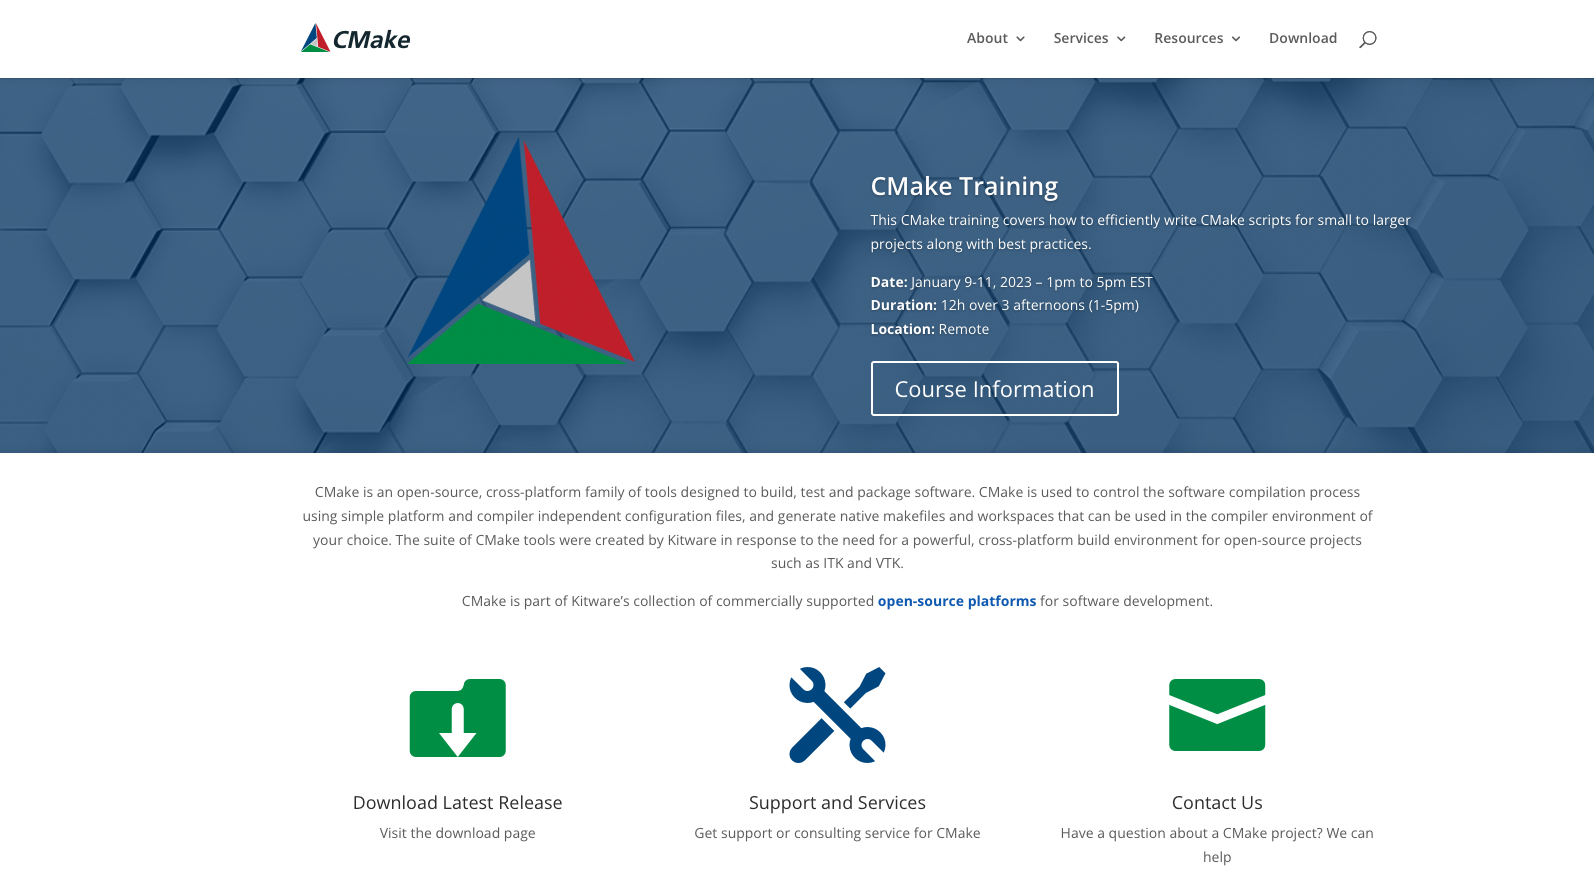 CMake
About
Services
Resources
Download
CMake Training
This CMake training covers how to efficiently write CMake scripts for small to larger
projects along with best practices.
Date: January 9-11, 2023 – 1pm to 5pm EST
Duration: 12h over 3 afternoons (1-5pm)
Location: Remote
Course Information
CMake is an open-source, cross-platform family of tools designed to build, test and package software. CMake is used to control the software compilation process
using simple platform and compiler independent configuration files, and generate native makefiles and workspaces that can be used in the compiler environment of
your choice. The suite of CMake tools were created by Kitware in response to the need for a powerful, cross-platform build environment for open-source projects
such as ITK and VTK.
CMake is part of Kitware’s collection of commercially supported open-source platforms for software development.
Download Latest Release
Visit the download page
Support and Services
Get support or consulting service for CMake
Contact Us
Have a question about a CMake project? We can
help